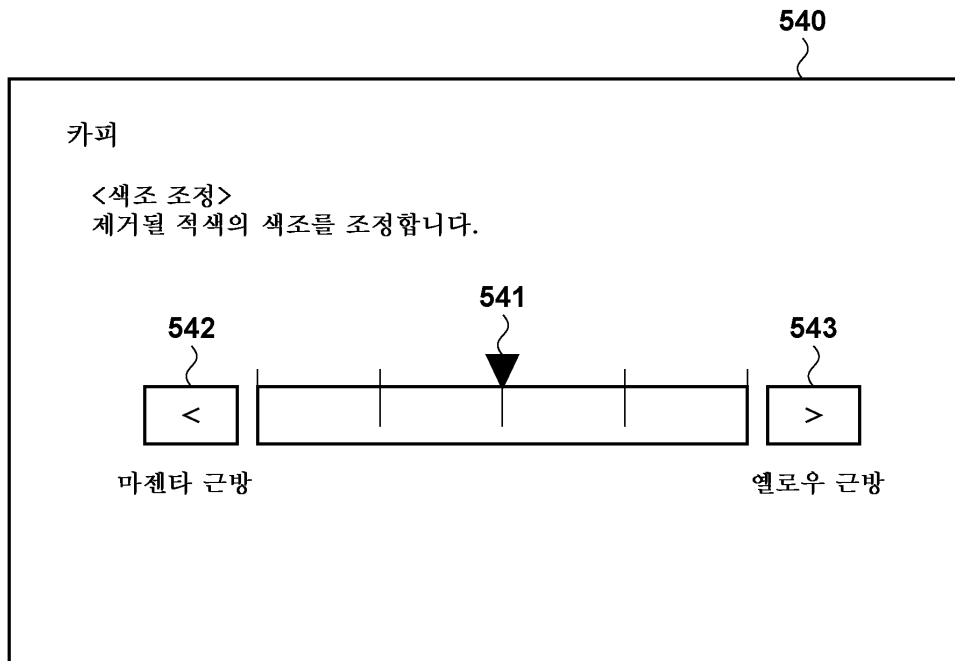 540
카피
<색조 조정>
제거될 적색의 색조를 조정합니다.
541
542
543
<
>
마젠타 근방
옐로우 근방